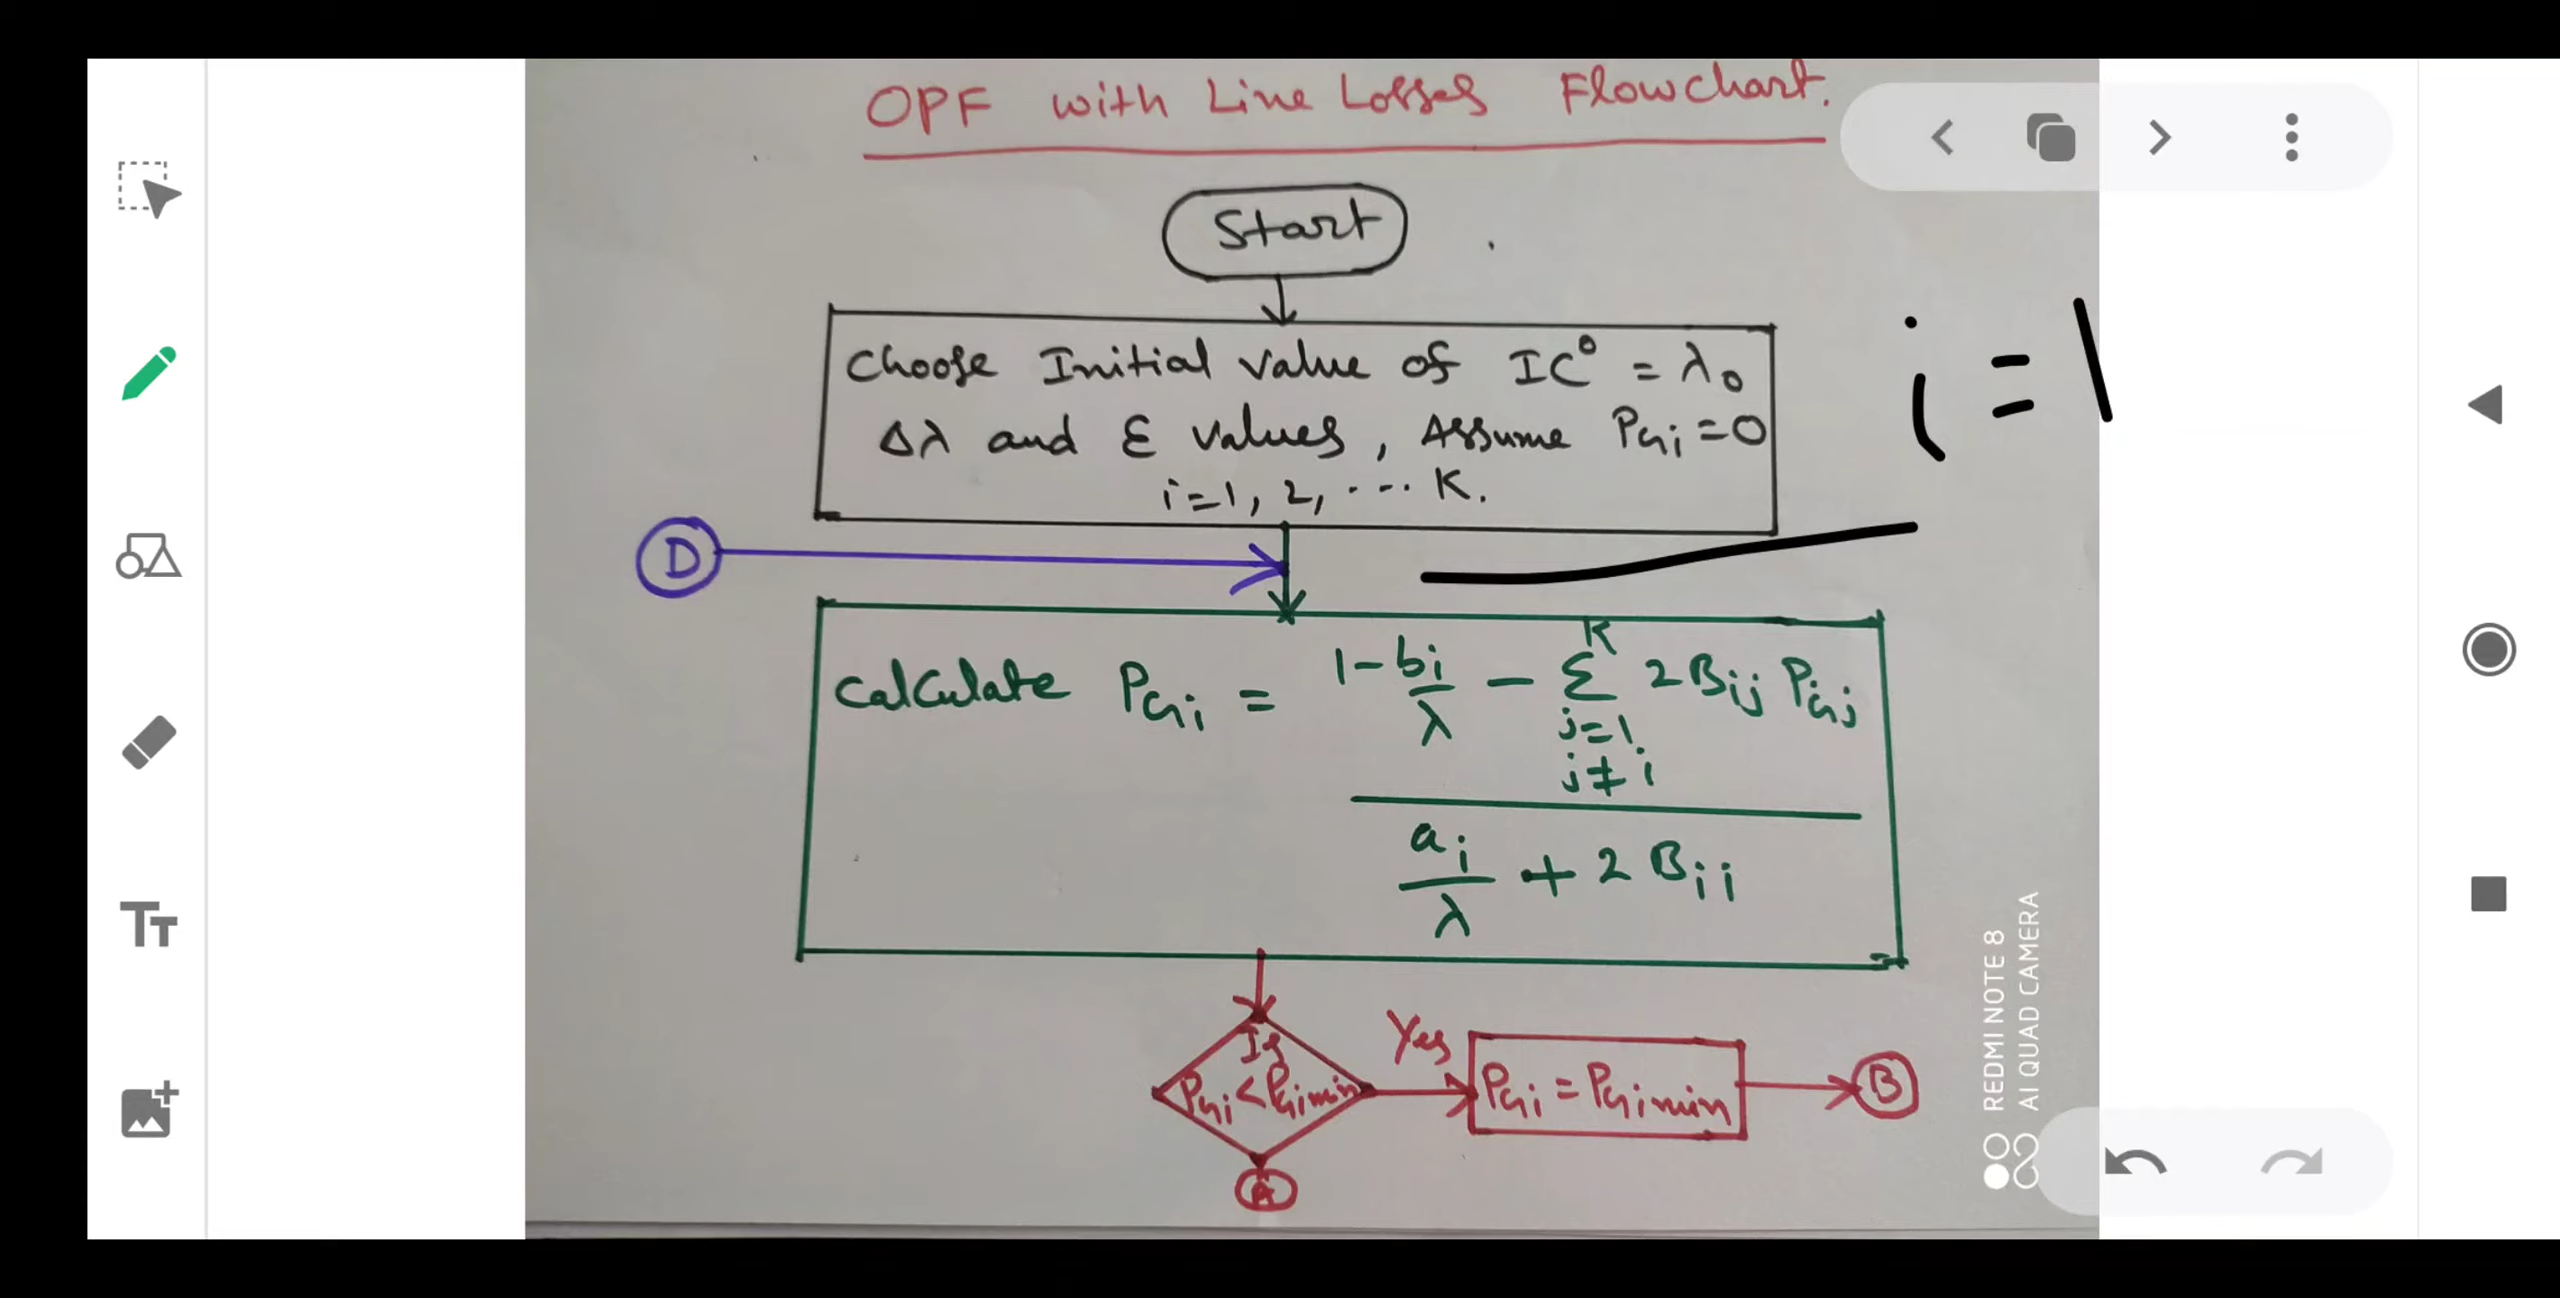 OPF with Line Losses Flowchart.
Start
Choose Initial value of IC⁰ = λ₀
Δλ and ε values, Assume PGi = 0
i=1, 2, ... K.
i = 1
D
Calculate PGi =
1 - bi/λ - Σ 2Bij PGj
K
j=1
j≠i
ai/λ + 2Bii
If
PGi < PGimin
Yes
PGi = PGimin
B
A
REDMI NOTE 8
AI QUAD CAMERA
TT